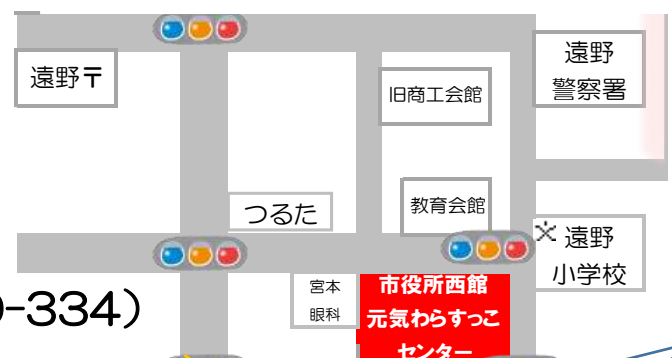 遠野〒
遠野
警察署
旧商工会館
つるた
教育会館
遠野
小学校
宮本
眼科
市役所西館
元気わらすっこ
センター
-334）